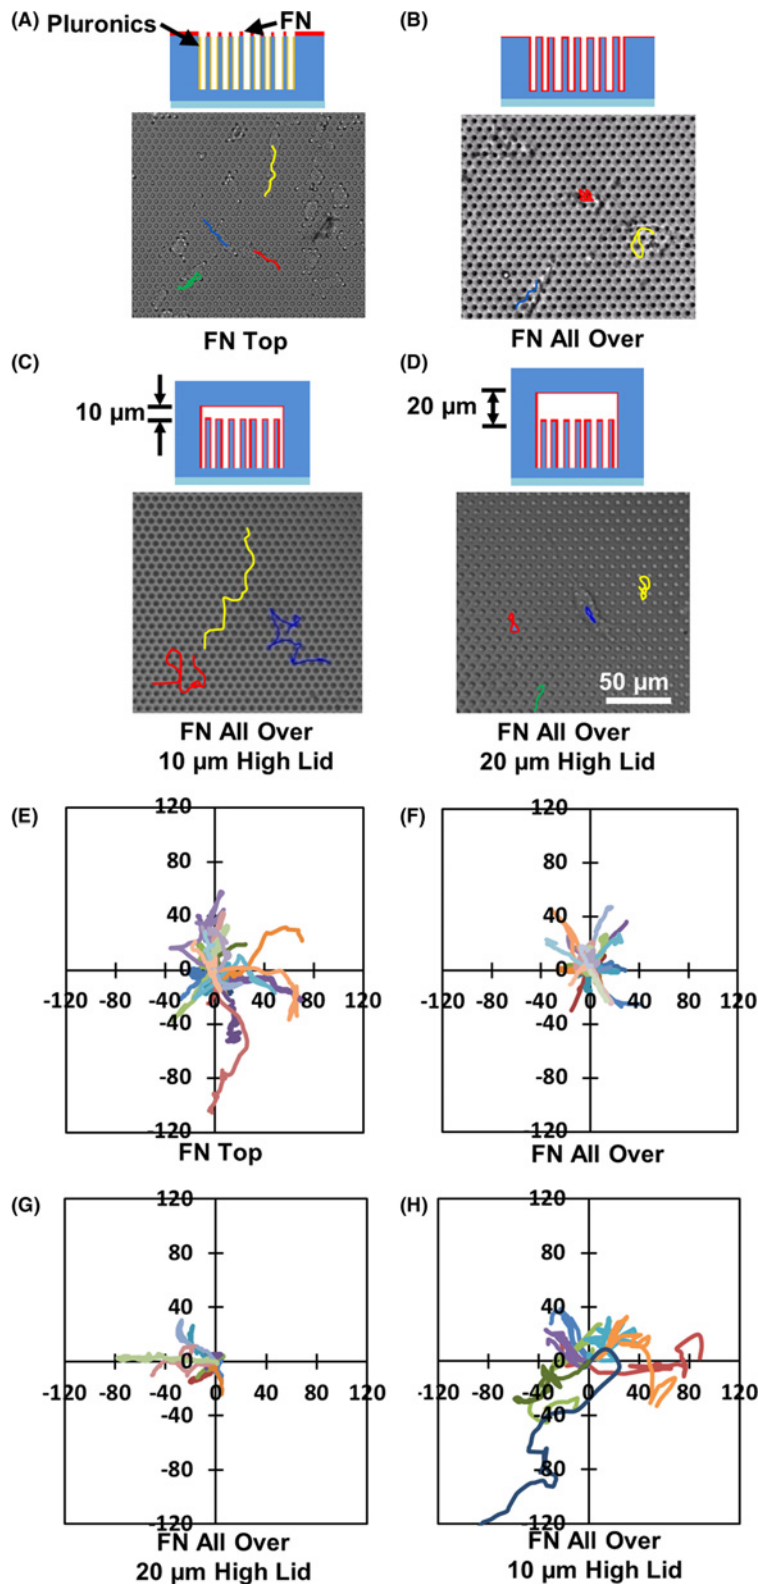 (A)
Pluronics
FN
FN Top
(B)
FN All Over
(C)
10 µm
FN All Over
10 µm High Lid
(D)
20 µm
50 µm
FN All Over
20 µm High Lid
(E)
120
80
40
0
-120 -80 -40 0 40 80 120
-40
-80
-120
FN Top
(F)
120
80
40
0
-120 -80 -40 0 40 80 120
-40
-80
-120
FN All Over
(G)
120
80
40
0
-120 -80 -40 0 40 80 120
-40
-80
-120
FN All Over
20 µm High Lid
(H)
120
80
40
0
-120 -80 -40 0 40 80 120
-40
-80
-120
FN All Over
10 µm High Lid